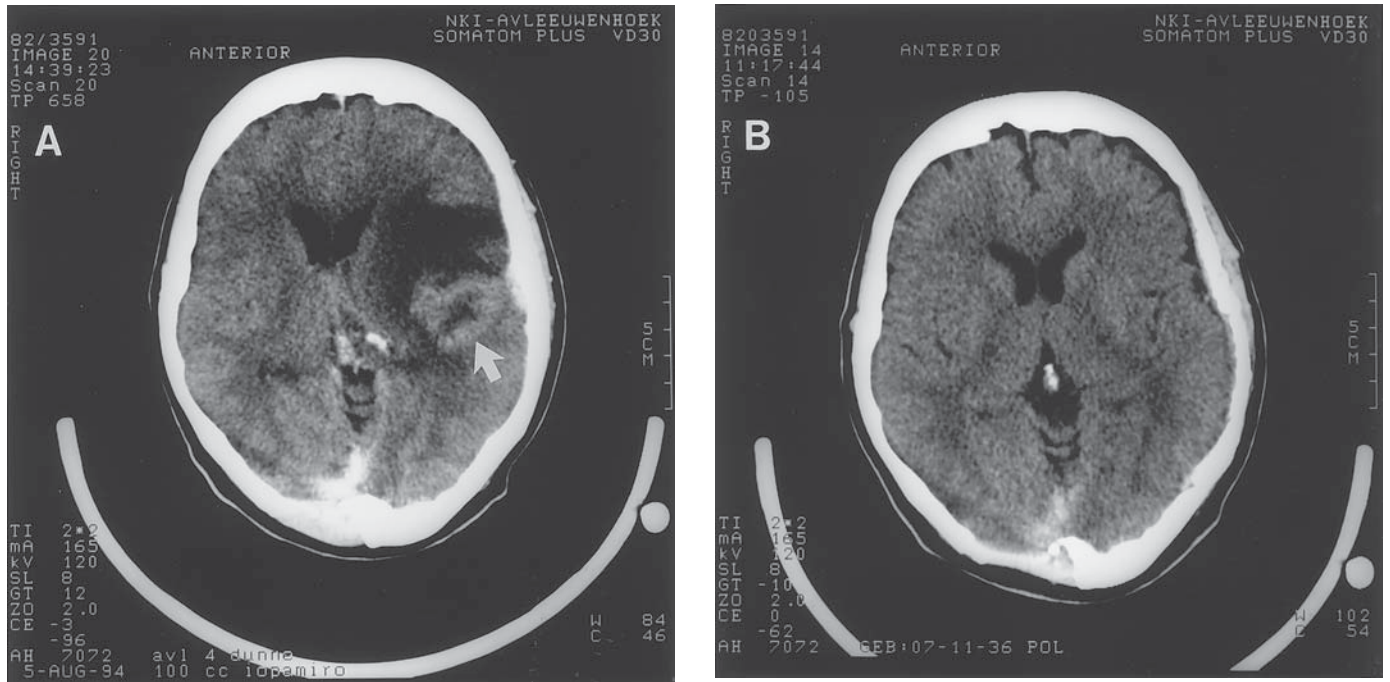 82/3591
IMAGE 20
14:39:23
Scan 20
TP 658
NKI-AVLEEUWENHOEK
SOMATOM PLUS VD30
ANTERIOR
A
RIGHT
5CM
TI 2*2
mA 165
kV 120
SL 8
GT 12
ZO 2.0
CE -3
-96
W 84
C 46
AH 7072 avl 4 dunne
5-AUG-94 100 cc iopamiro
8203591
IMAGE 14
11:17:44
Scan 14
TP -105
NKI-AVLEEUWENHOEK
SOMATOM PLUS VD30
ANTERIOR
B
RIGHT
5CM
TI 2*2
mA 165
kV 120
SL 8
GT -10
ZO 2.0
CE 0
-62
W 102
C 54
AH 7072 GEB:07-11-36 POL